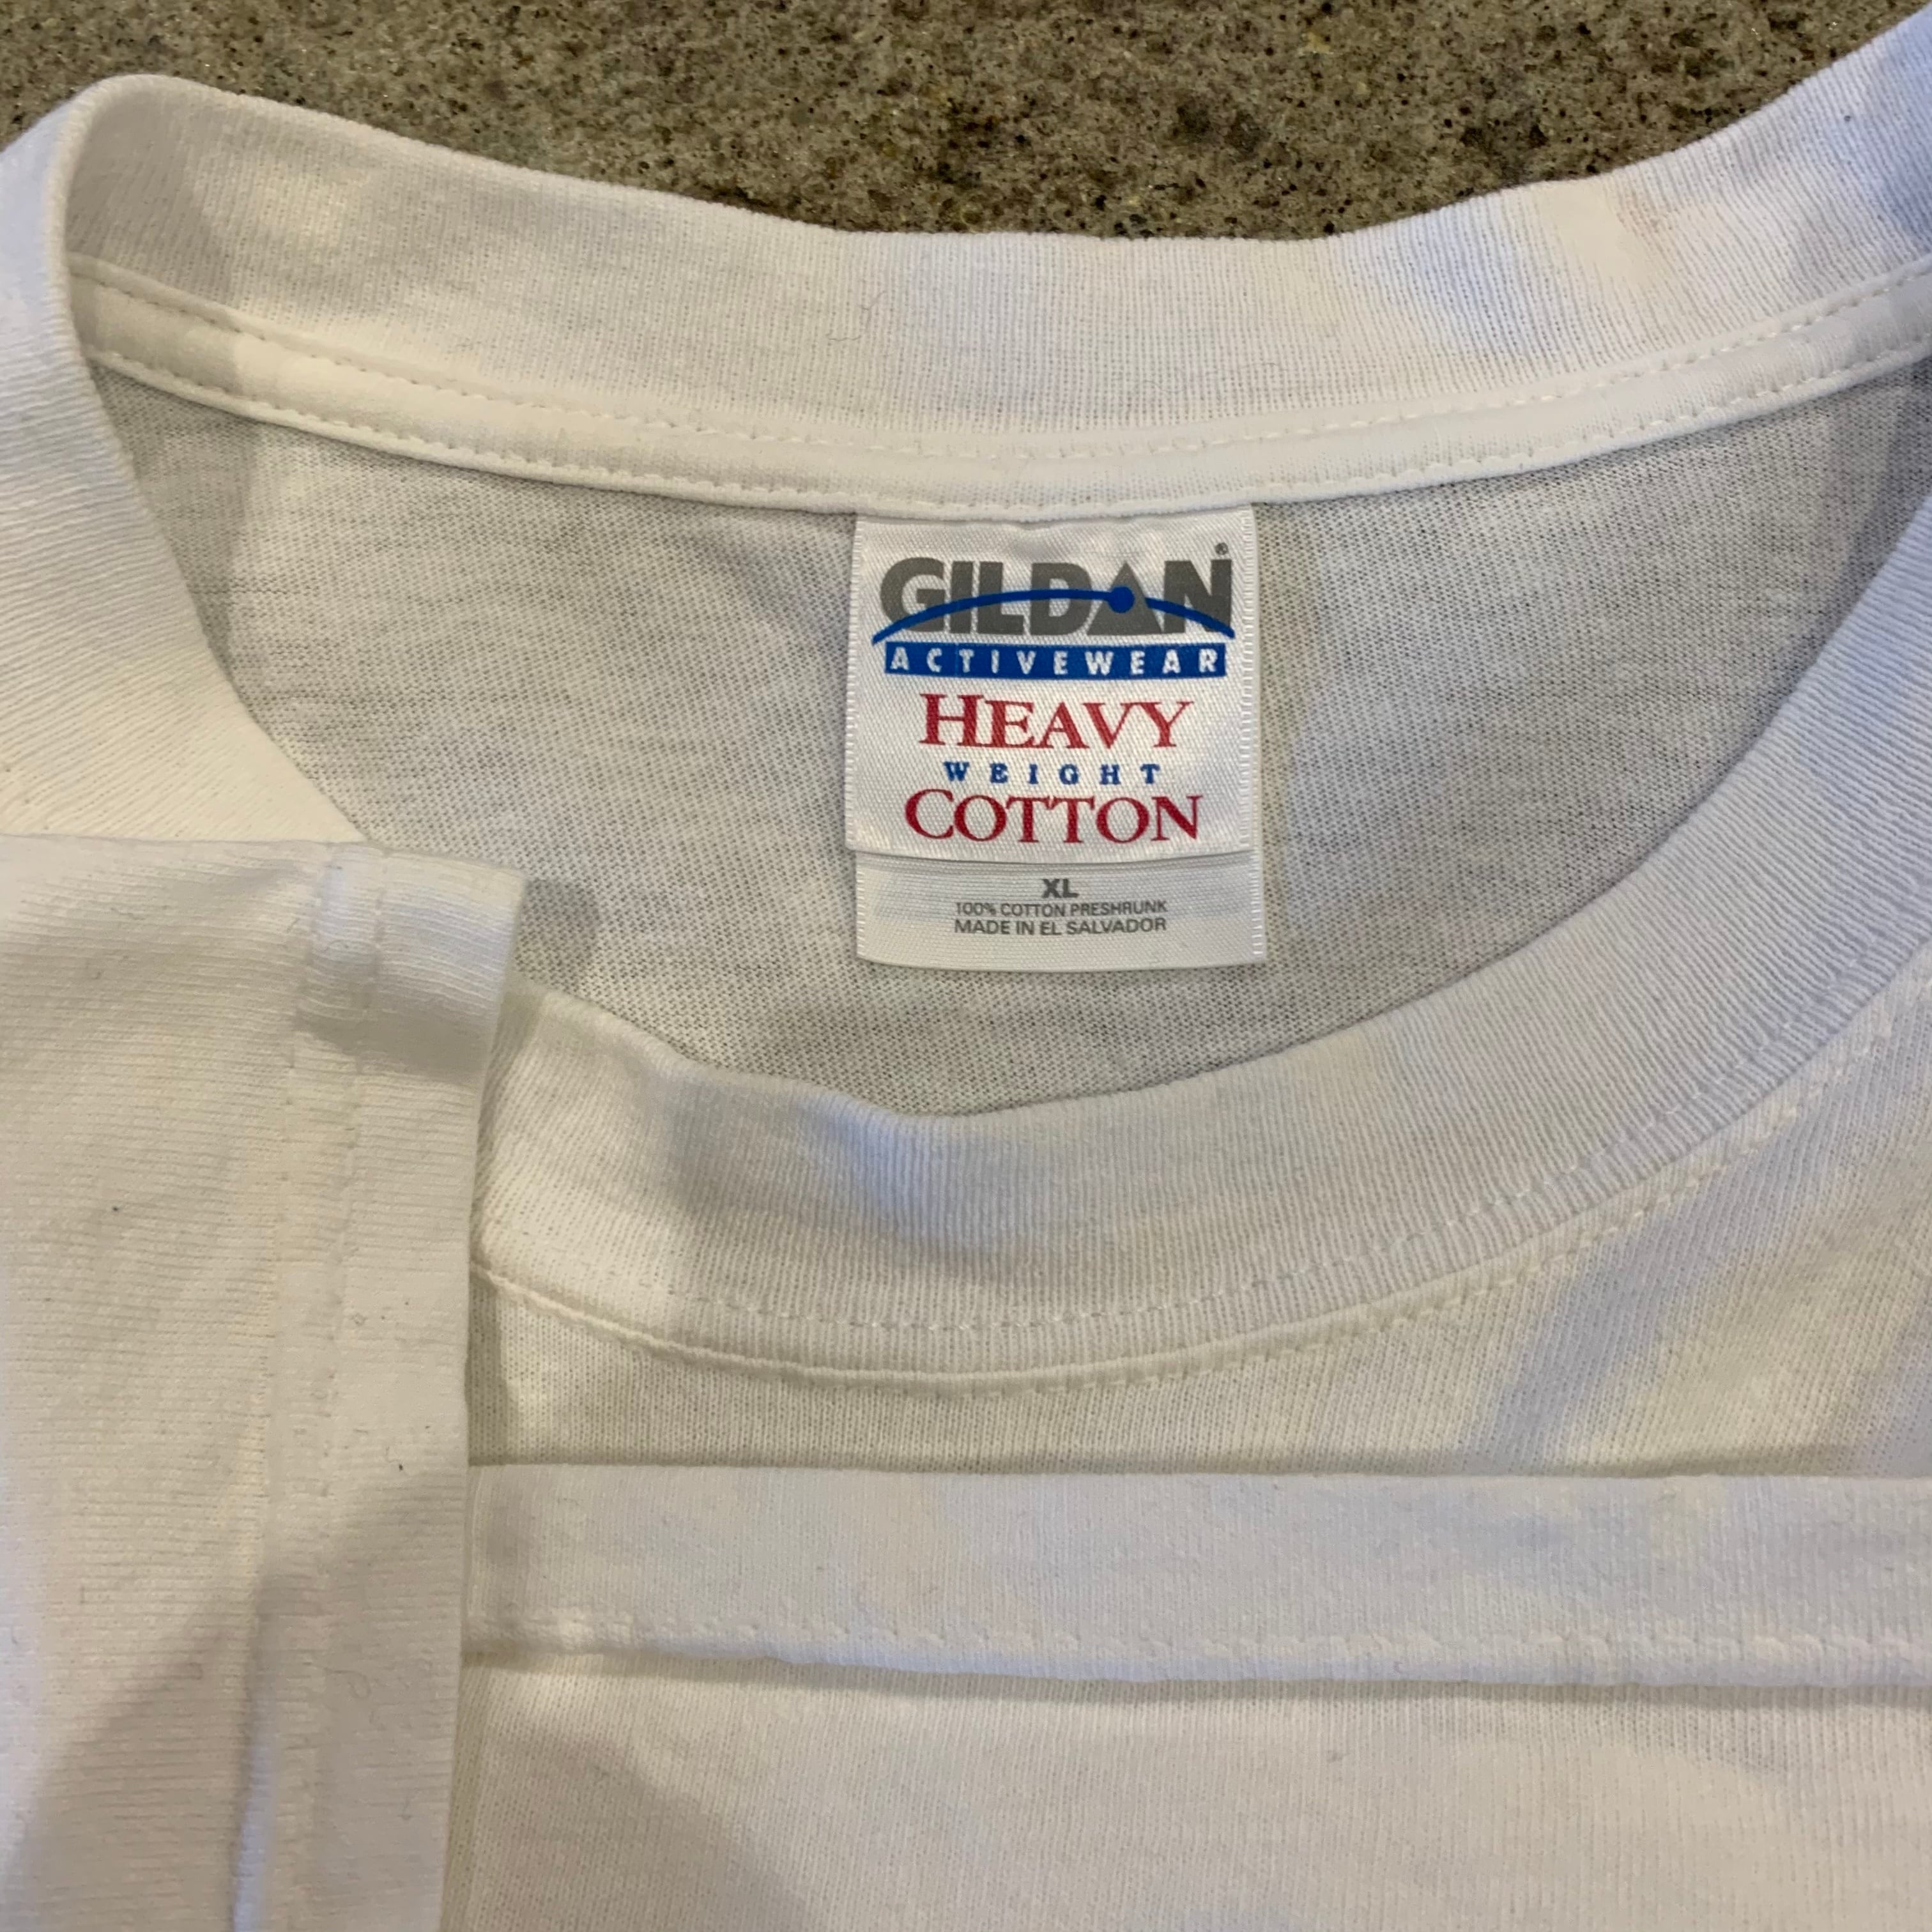 GILDAN®
ACTIVEWEAR
HEAVY
WEIGHT
COTTON
XL
100% COTTON PRESHRUNK
MADE IN EL SALVADOR